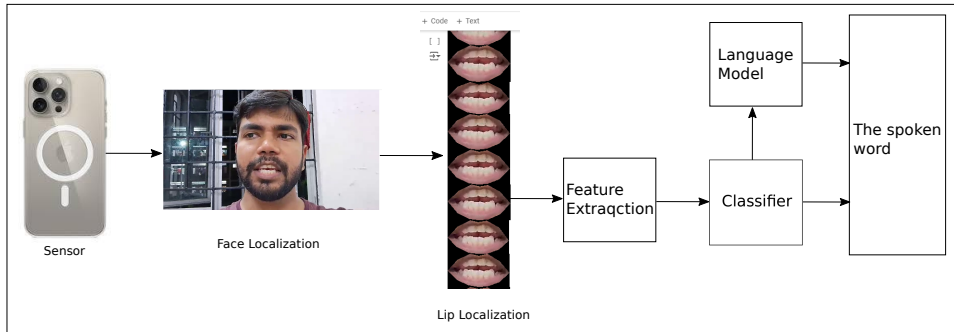 + Code + Text
[ ]
Language
Model
The spoken
word
Feature
Extraqction
Classifier
Sensor
Face Localization
Lip Localization